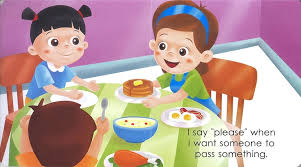 I say "please" when
i want someone to
pass something.